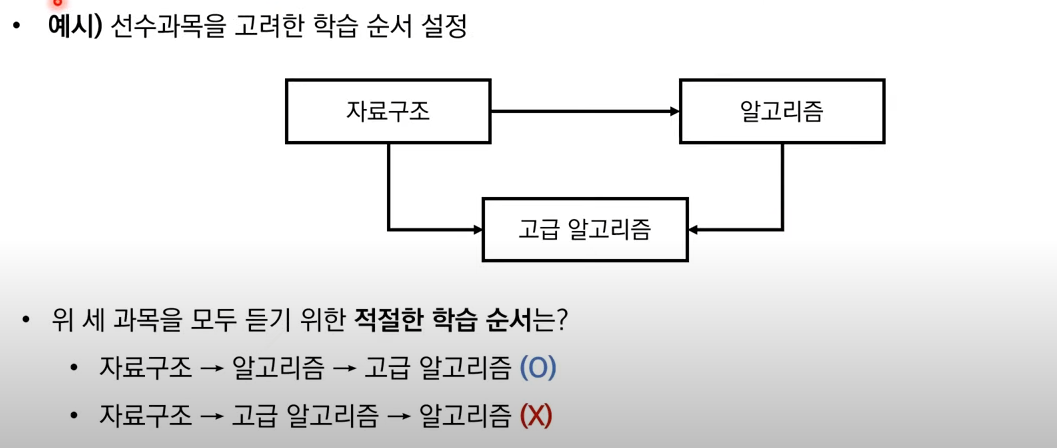 • 예시) 선수과목을 고려한 학습 순서 설정
자료구조
알고리즘
고급 알고리즘
• 위 세 과목을 모두 듣기 위한 적절한 학습 순서는?
• 자료구조 → 알고리즘 → 고급 알고리즘 (O)
• 자료구조 → 고급 알고리즘 → 알고리즘 (X)